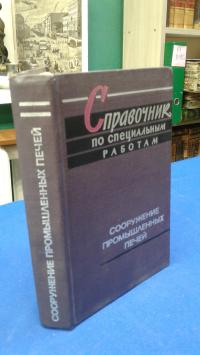 Справочник
по специальным
работам
СООРУЖЕНИЕ
ПРОМЫШЛЕННЫХ
ПЕЧЕЙ
СООРУЖЕНИЕ ПРОМЫШЛЕННЫХ ПЕЧЕЙ